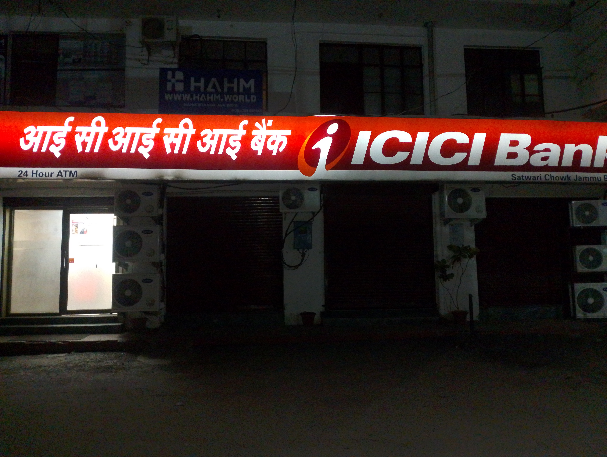 HAHM
WWW.HAHM.WORLD
आई सी आई सी आई बैंक
ICICI Bank
24 Hour ATM
Satwari Chowk Jammu